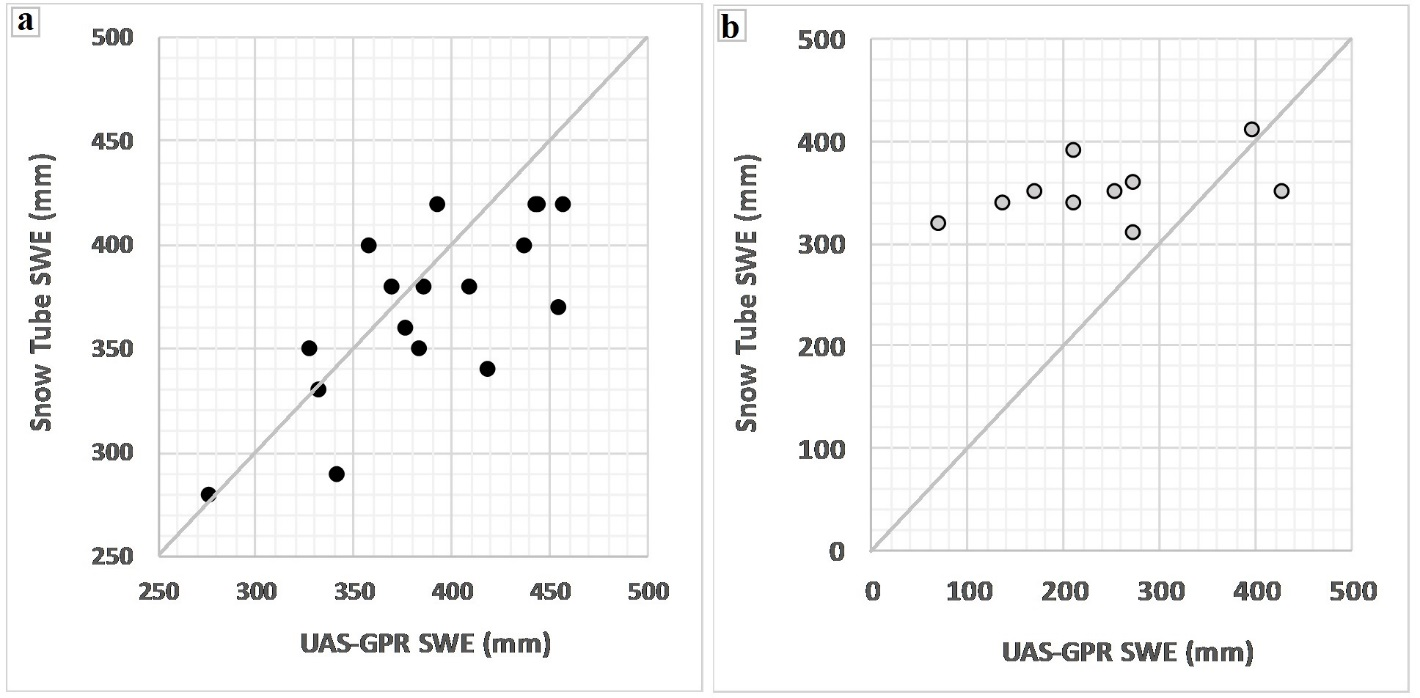 a
500
450
400
350
300
250
250 300 350 400 450 500
Snow Tube SWE (mm)
UAS-GPR SWE (mm)
b
500
400
300
200
100
0
0 100 200 300 400 500
Snow Tube SWE (mm)
UAS-GPR SWE (mm)